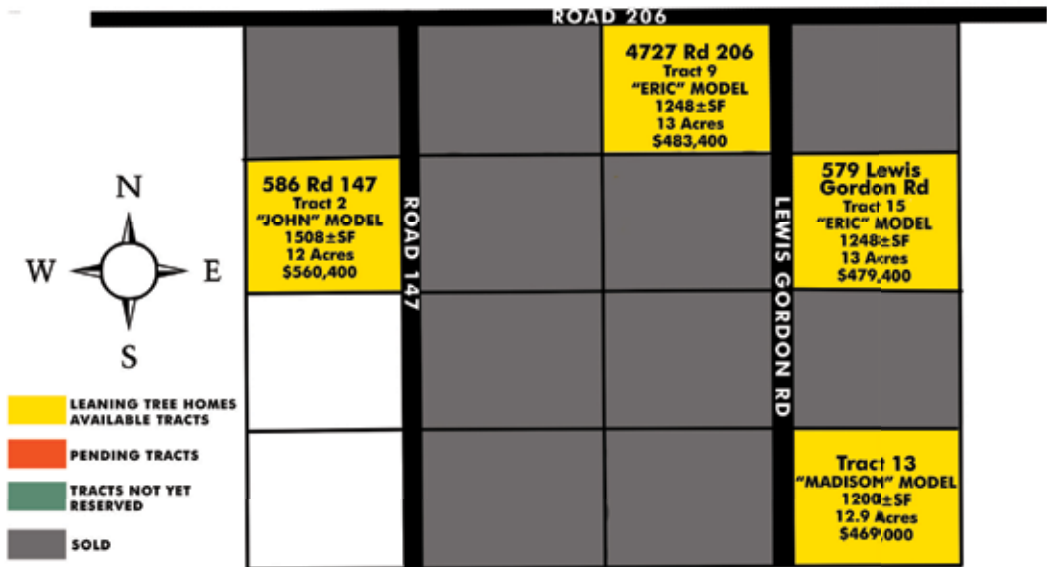 ROAD 206
4727 Rd 206
Tract 9
"ERIC" MODEL
1248±SF
13 Acres
$483,400
586 Rd 147
Tract 2
"JOHN" MODEL
1508±SF
12 Acres
$560,400
ROAD 147
LEWIS GORDON RD
579 Lewis
Gordon Rd
Tract 15
"ERIC" MODEL
1248±SF
13 Acres
$479,400
N
W
E
S
LEANING TREE HOMES
AVAILABLE TRACTS
PENDING TRACTS
TRACTS NOT YET
RESERVED
SOLD
Tract 13
"MADISON" MODEL
1200±SF
12.9 Acres
$469,000